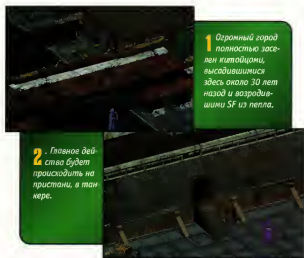 1 Огромный город
полностью засе-
лен китайцами,
высадившимися
здесь около 30 лет
назад и возродив-
шими SF из пепла.
2. Главное дей-
ство будет
происходить на
пристани, в тан-
кере.